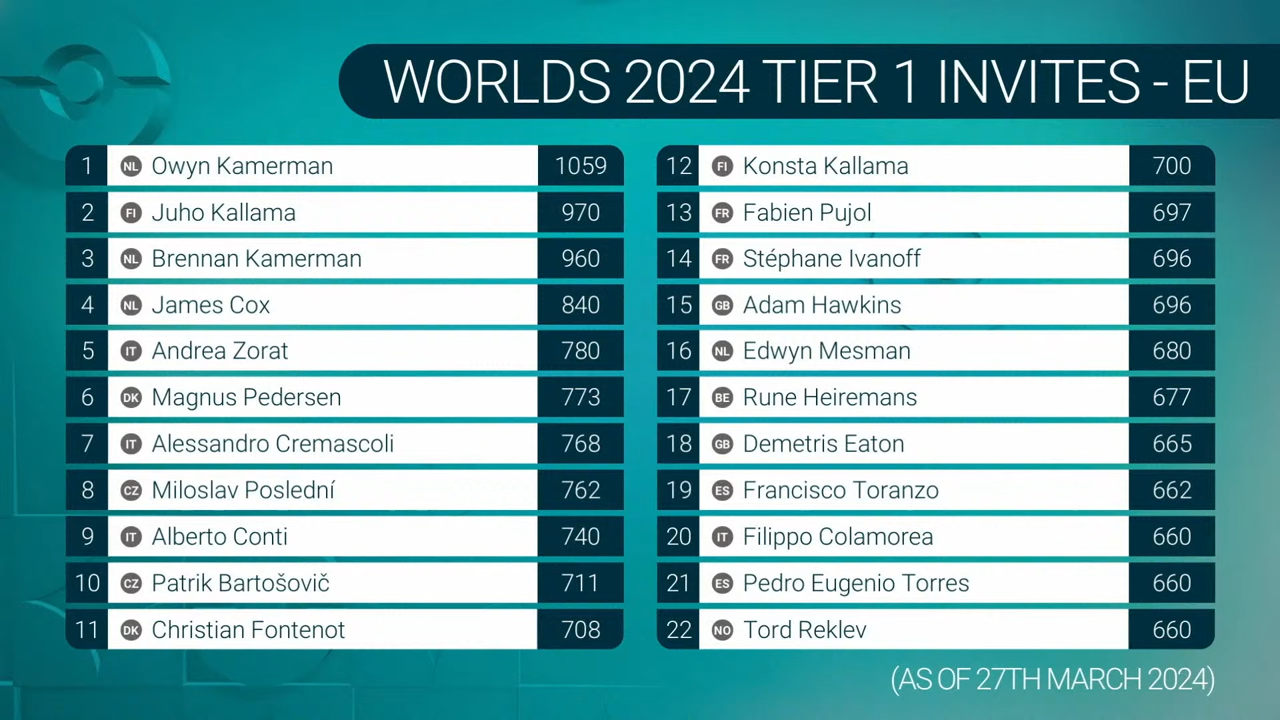 WORLDS 2024 TIER 1 INVITES - EU
1 NL Owyn Kamerman 1059
2 FI Juho Kallama 970
3 NL Brennan Kamerman 960
4 NL James Cox 840
5 IT Andrea Zorat 780
6 DK Magnus Pedersen 773
7 IT Alessandro Cremascoli 768
8 CZ Miloslav Poslední 762
9 IT Alberto Conti 740
10 CZ Patrik Bartošovič 711
11 DK Christian Fontenot 708
12 FI Konsta Kallama 700
13 FR Fabien Pujol 697
14 FR Stéphane Ivanoff 696
15 GB Adam Hawkins 696
16 NL Edwyn Mesman 680
17 BE Rune Heiremans 677
18 GB Demetris Eaton 665
19 ES Francisco Toranzo 662
20 IT Filippo Colamorea 660
21 ES Pedro Eugenio Torres 660
22 NO Tord Reklev 660
(AS OF 27TH MARCH 2024)